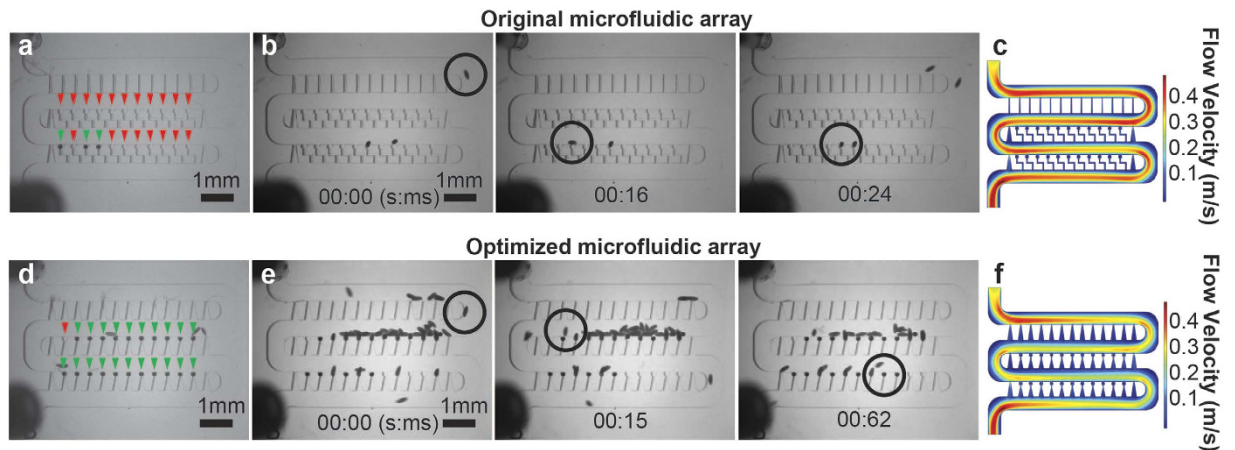 Original microfluidic array
a
1mm
b
1mm
00:00 (s:ms)
00:16
00:24
c
0.4
0.3
0.2
0.1
Flow Velocity (m/s)
Optimized microfluidic array
d
1mm
e
1mm
00:00 (s:ms)
00:15
00:62
f
0.4
0.3
0.2
0.1
Flow Velocity (m/s)